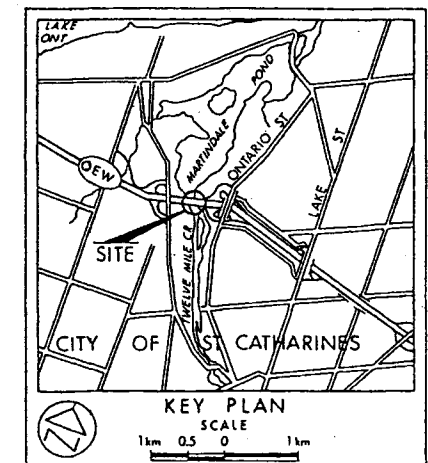 LAKE
ONT
MARTINDALE POND
ONTARIO ST
LAKE ST
QEW
SITE
TWELVE MILE CR
CITY OF ST CATHARINES
KEY PLAN
SCALE
1km 0.5 0 1km